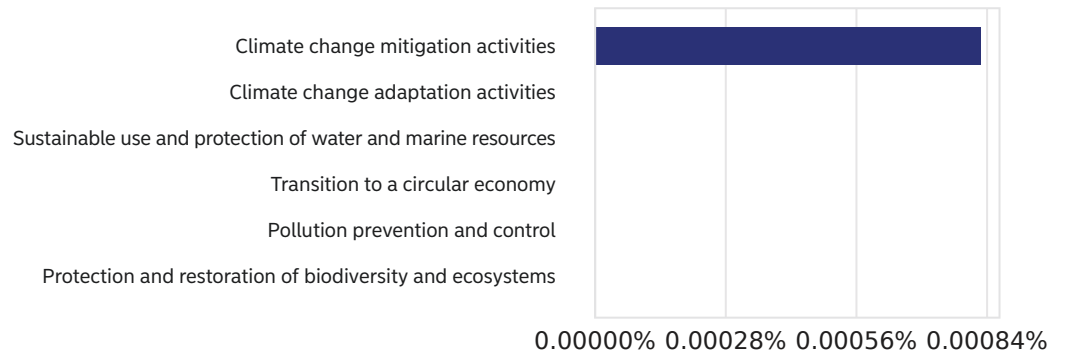 Climate change mitigation activities
Climate change adaptation activities
Sustainable use and protection of water and marine resources
Transition to a circular economy
Pollution prevention and control
Protection and restoration of biodiversity and ecosystems
0.00000% 0.00028% 0.00056% 0.00084%